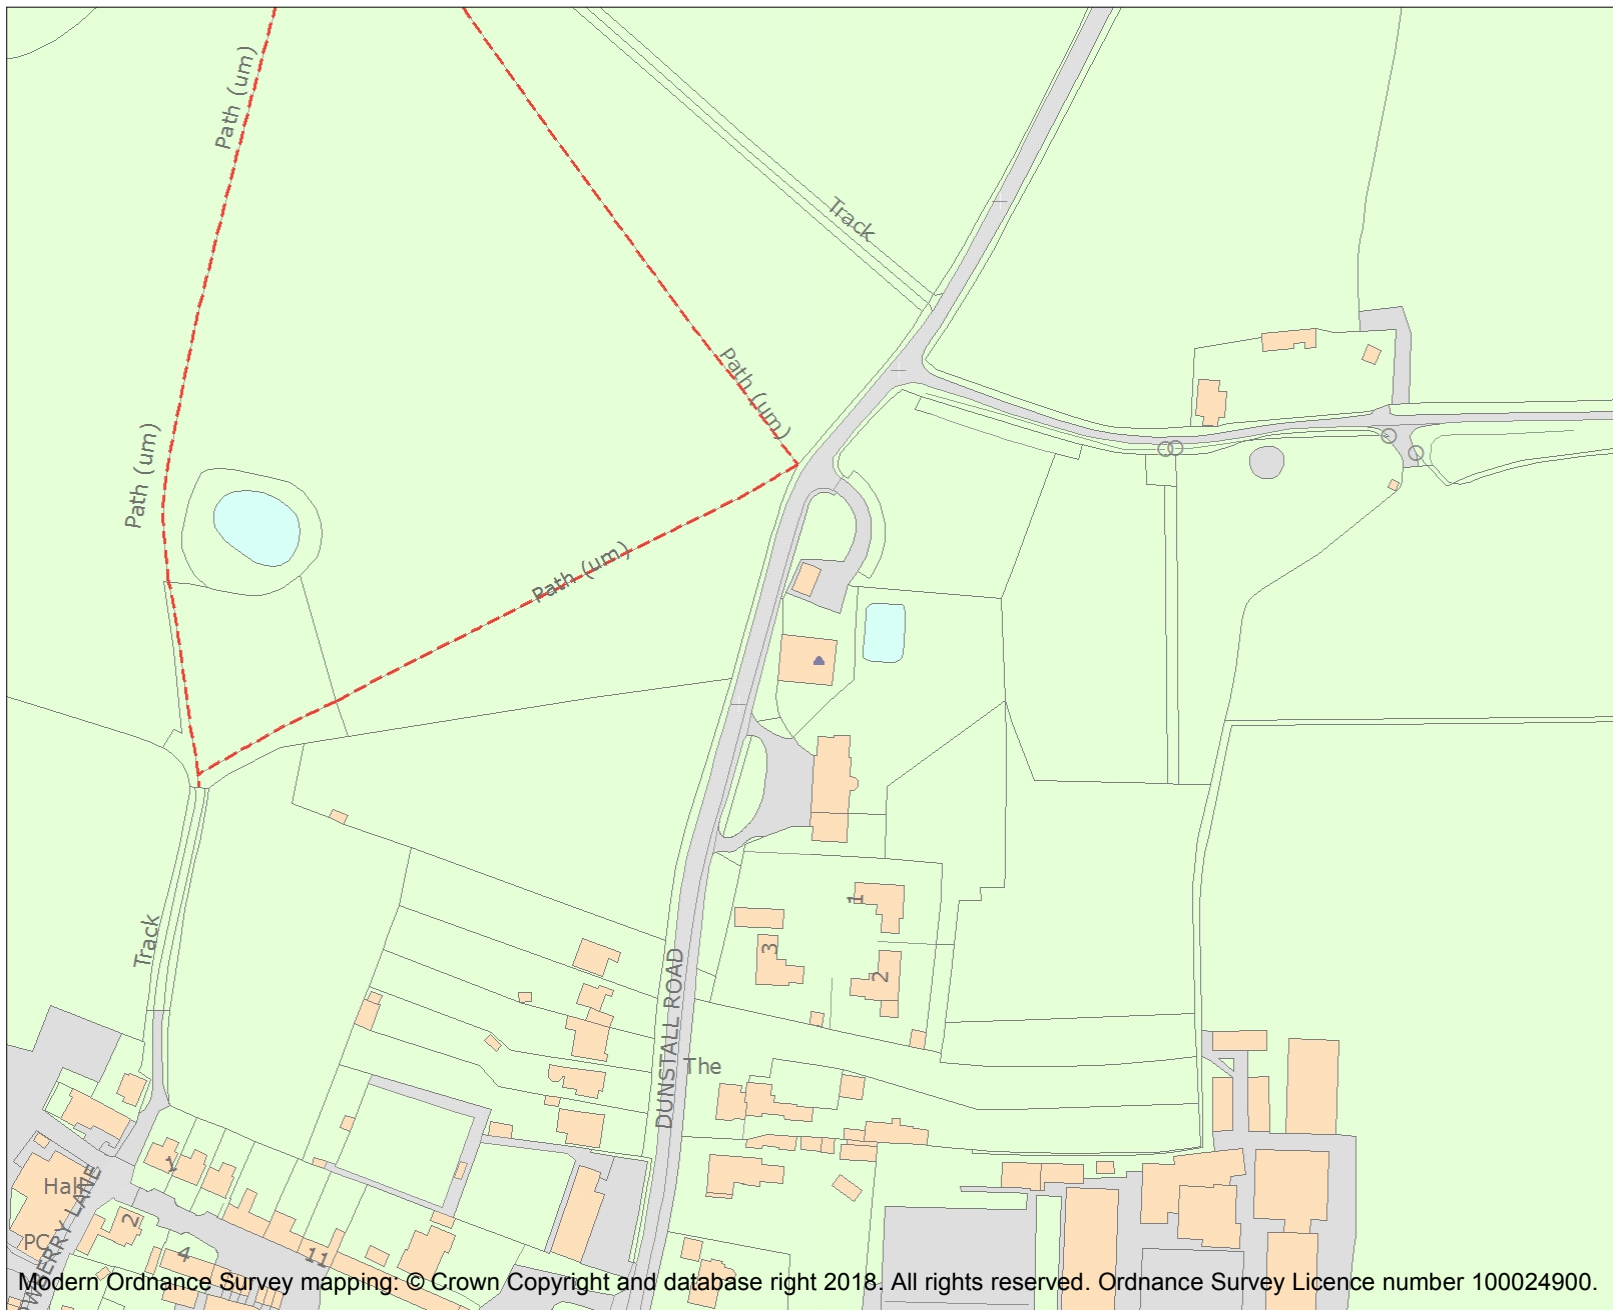 Path (um)
Track
Path (um)
Path (um)
Path (um)
Track
1
3
2
DUNSTALL ROAD
The
1
Hall
2
PC
4
11
Modern Ordnance Survey mapping: © Crown Copyright and database right 2018. All rights reserved. Ordnance Survey Licence number 100024900.